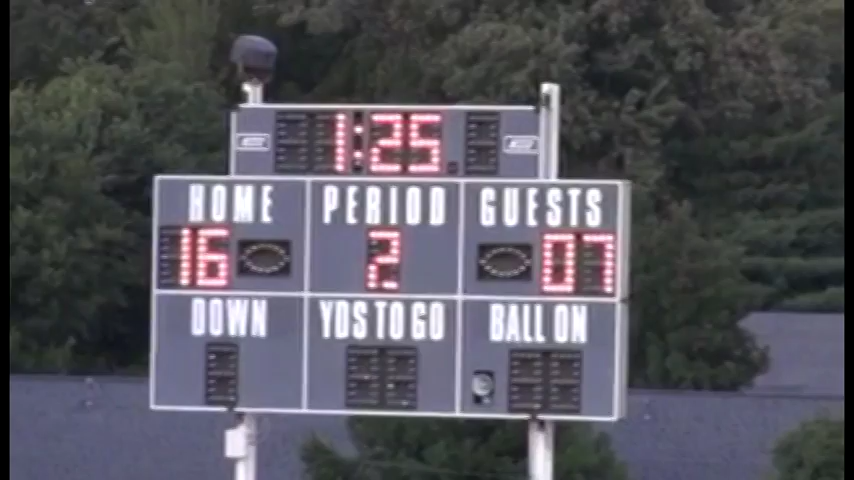 1:25
HOME PERIOD GUESTS
16 2 07
DOWN YDS TO GO BALL ON